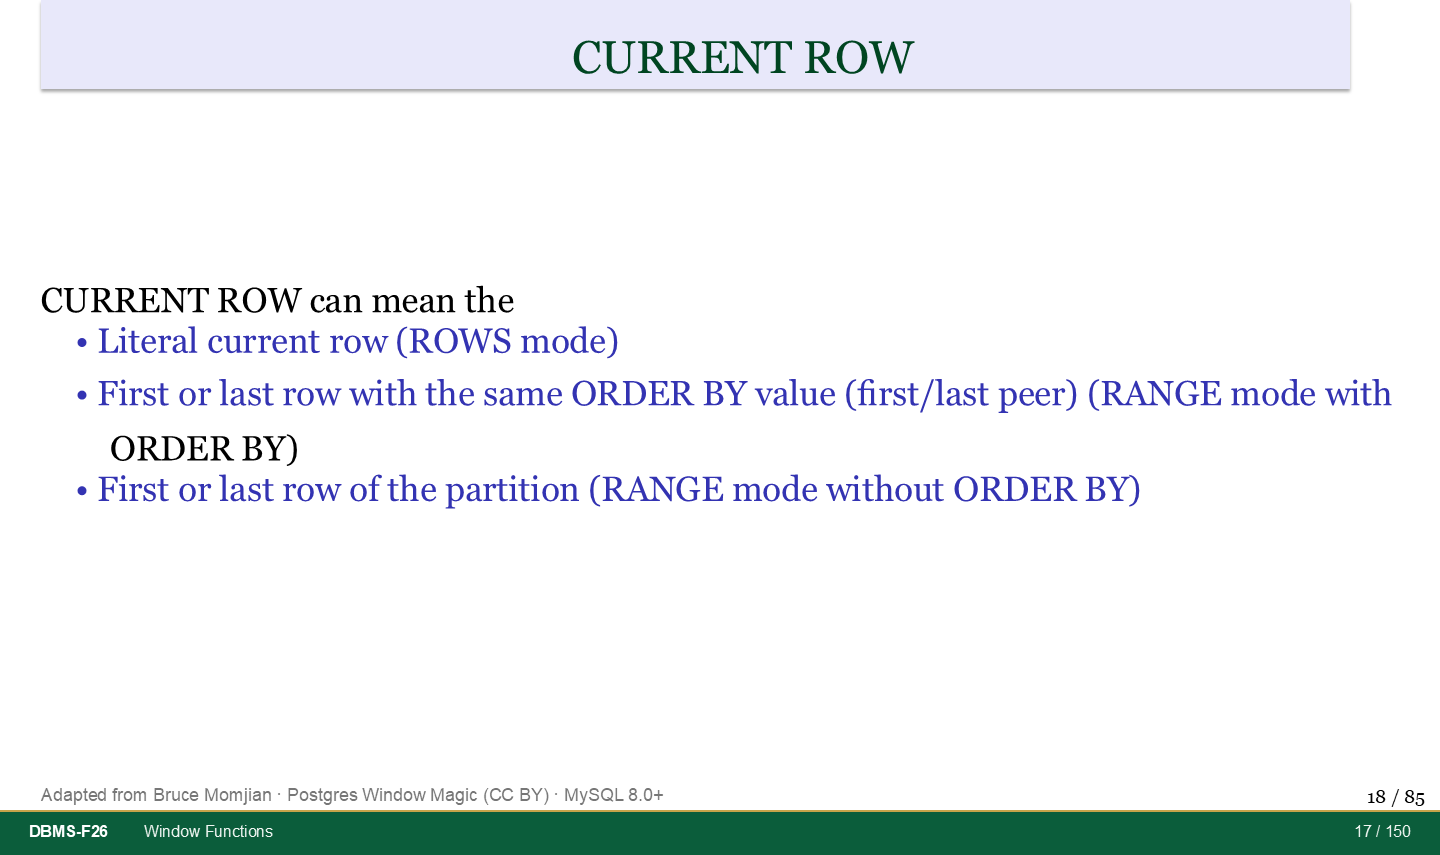 CURRENT ROW
CURRENT ROW can mean the
• Literal current row (ROWS mode)
• First or last row with the same ORDER BY value (first/last peer) (RANGE mode with
ORDER BY)
• First or last row of the partition (RANGE mode without ORDER BY)
Adapted from Bruce Momjian · Postgres Window Magic (CC BY) · MySQL 8.0+
18 / 85
DBMS-F26 Window Functions 17 / 150